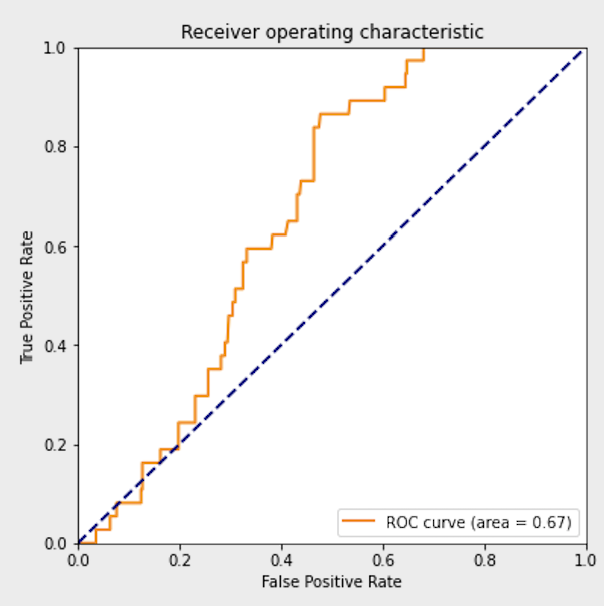 Receiver operating characteristic
1.0
0.8
0.6
0.4
0.2
0.0
True Positive Rate
ROC curve (area = 0.67)
0.0 0.2 0.4 0.6 0.8 1.0
False Positive Rate